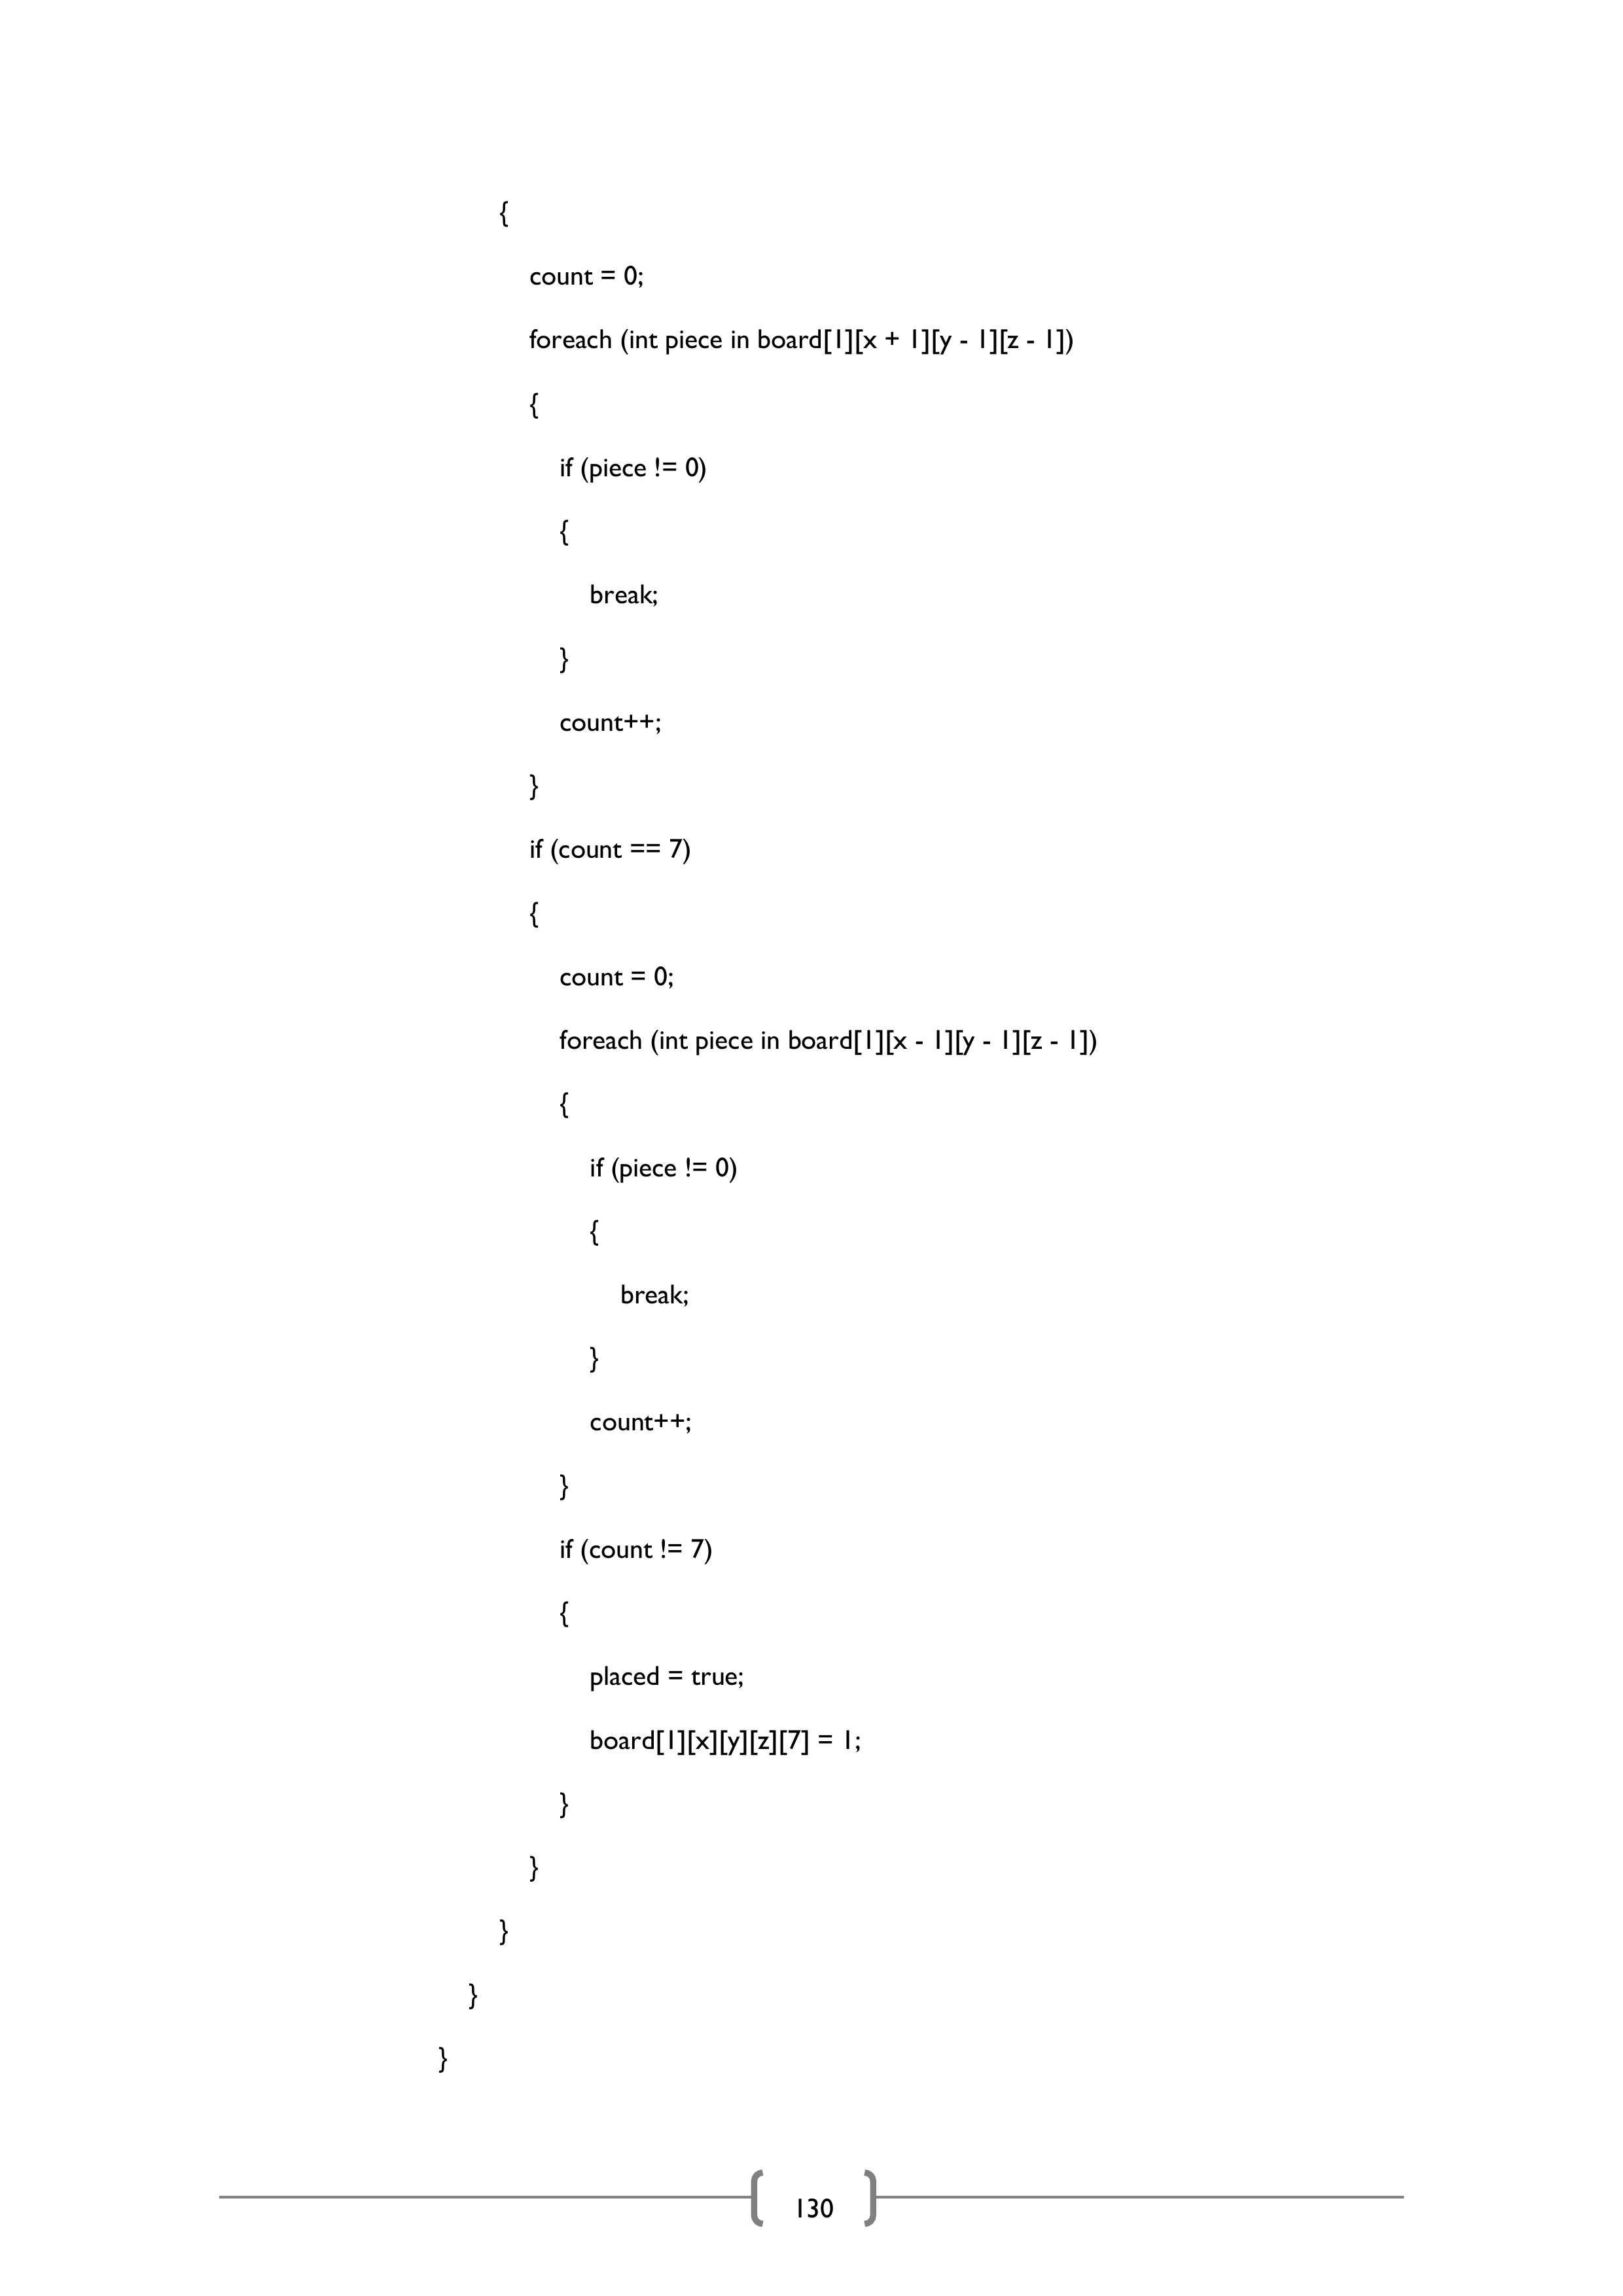 {
count = 0;
foreach (int piece in board[1][x + 1][y - 1][z - 1])
{
if (piece != 0)
{
break;
}
count++;
}
if (count == 7)
{
count = 0;
foreach (int piece in board[1][x - 1][y - 1][z - 1])
{
if (piece != 0)
{
break;
}
count++;
}
if (count != 7)
{
placed = true;
board[1][x][y][z][7] = 1;
}
}
}
}
}
130